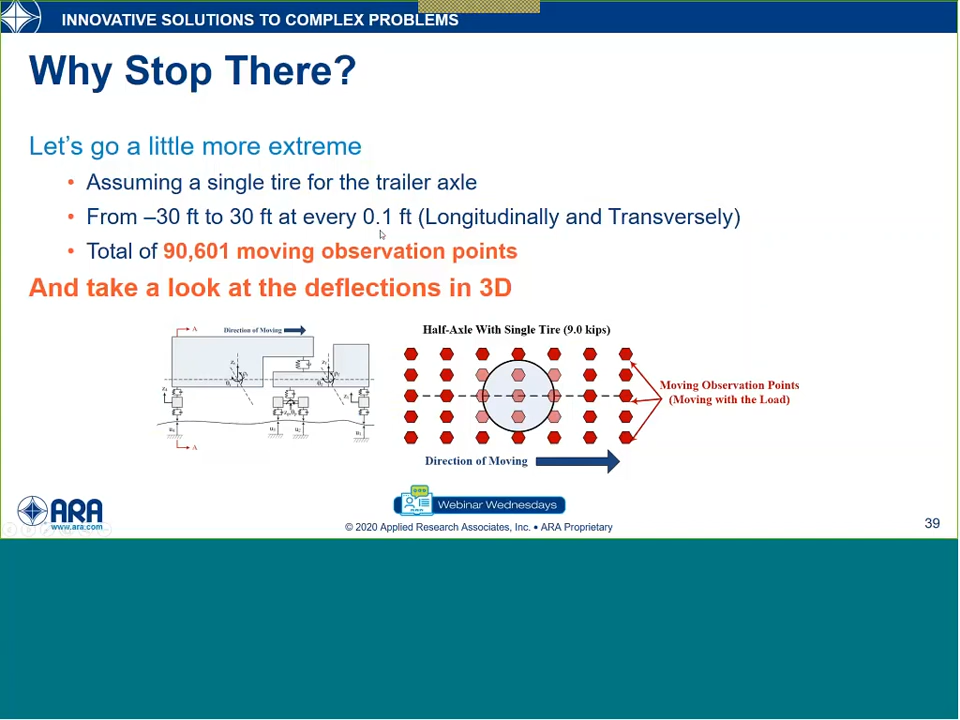 INNOVATIVE SOLUTIONS TO COMPLEX PROBLEMS
Why Stop There?
Let's go a little more extreme
• Assuming a single tire for the trailer axle
• From –30 ft to 30 ft at every 0.1 ft (Longitudinally and Transversely)
• Total of 90,601 moving observation points
And take a look at the deflections in 3D
A
Direction of Moving
A
Half-Axle With Single Tire (9.0 kips)
Moving Observation Points
(Moving with the Load)
Direction of Moving
ARA
www.ara.com
Webinar Wednesdays
© 2020 Applied Research Associates, Inc. • ARA Proprietary
39